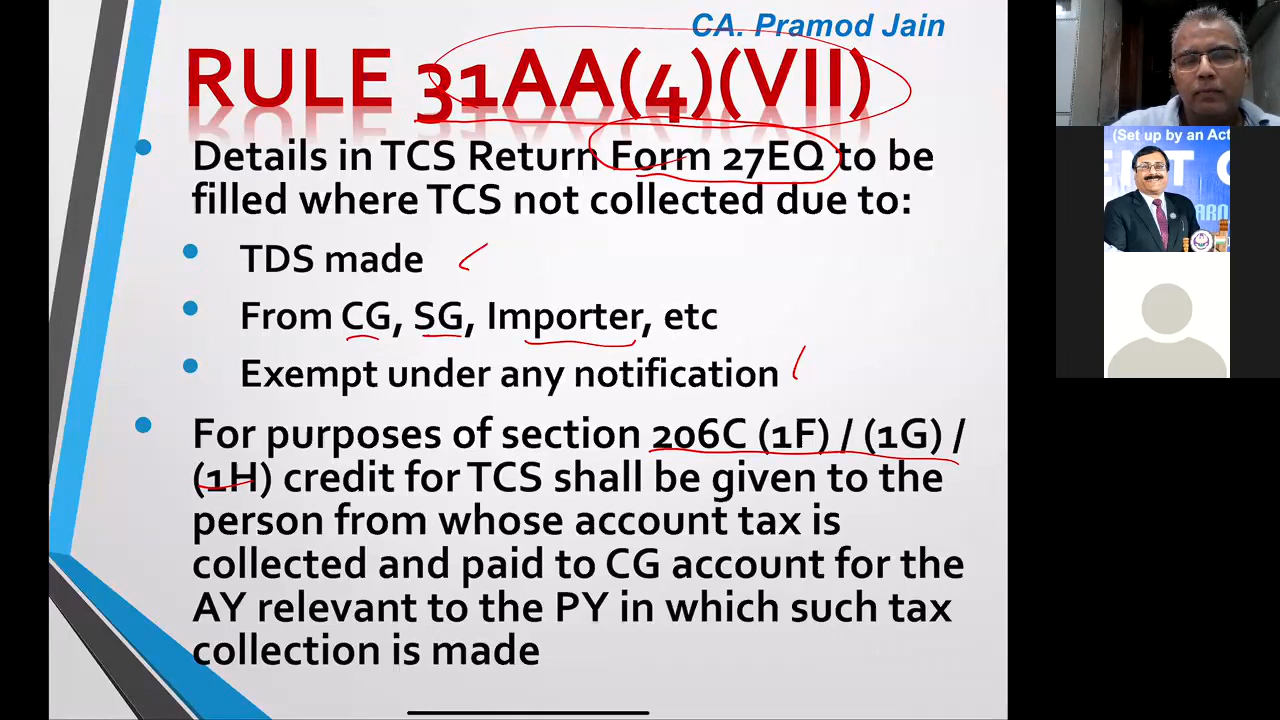 CA. Pramod Jain
RULE 31AA(4)(VII)
Details in TCS Return Form 27EQ to be
filled where TCS not collected due to:
TDS made
From CG, SG, Importer, etc
Exempt under any notification
For purposes of section 206C (1F) / (1G) /
(1H) credit for TCS shall be given to the
person from whose account tax is
collected and paid to CG account for the
AY relevant to the PY in which such tax
collection is made
(Set up by an Act